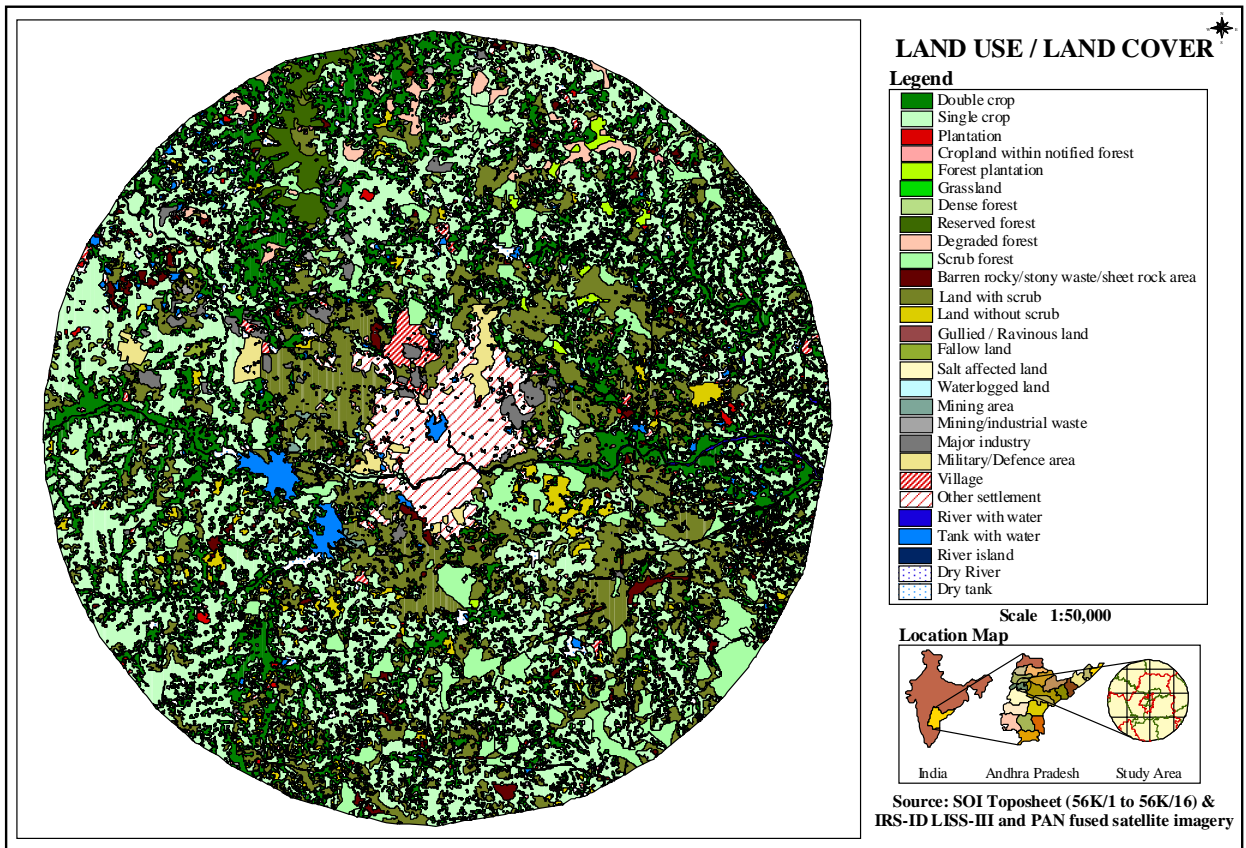 LAND USE / LAND COVER
Legend
Double crop
Single crop
Plantation
Cropland within notified forest
Forest plantation
Grassland
Dense forest
Reserved forest
Degraded forest
Scrub forest
Barren rocky/stony waste/sheet rock area
Land with scrub
Land without scrub
Gullied / Ravinous land
Fallow land
Salt affected land
Waterlogged land
Mining area
Mining/industrial waste
Major industry
Military/Defence area
Village
Other settlement
River with water
Tank with water
River island
Dry River
Dry tank
Scale 1:50,000
Location Map
India Andhra Pradesh Study Area
Source: SOI Toposheet (56K/1 to 56K/16) &
IRS-ID LISS-III and PAN fused satellite imagery